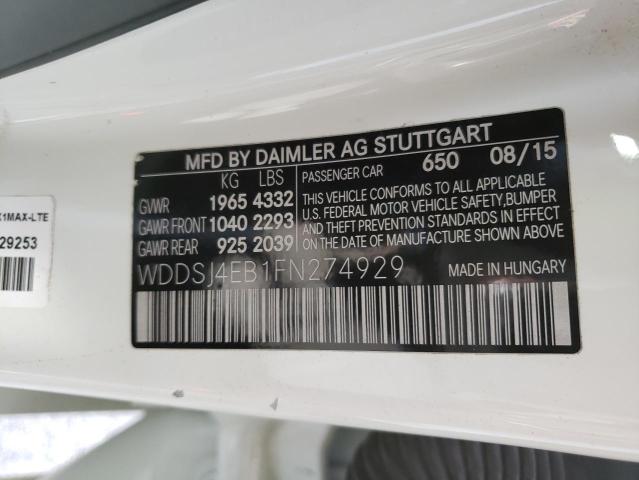 MFD BY DAIMLER AG STUTTGART
KG LBS
GVWR 1965 4332
GAWR FRONT 1040 2293
GAWR REAR 925 2039
PASSENGER CAR 650 08/15
THIS VEHICLE CONFORMS TO ALL APPLICABLE
U.S. FEDERAL MOTOR VEHICLE SAFETY,BUMPER
AND THEFT PREVENTION STANDARDS IN EFFECT
ON THE DATE OF MANUFACTURE SHOWN ABOVE
WDDSJ4EB1FN274929
MADE IN HUNGARY
X1MAX-LTE
29253